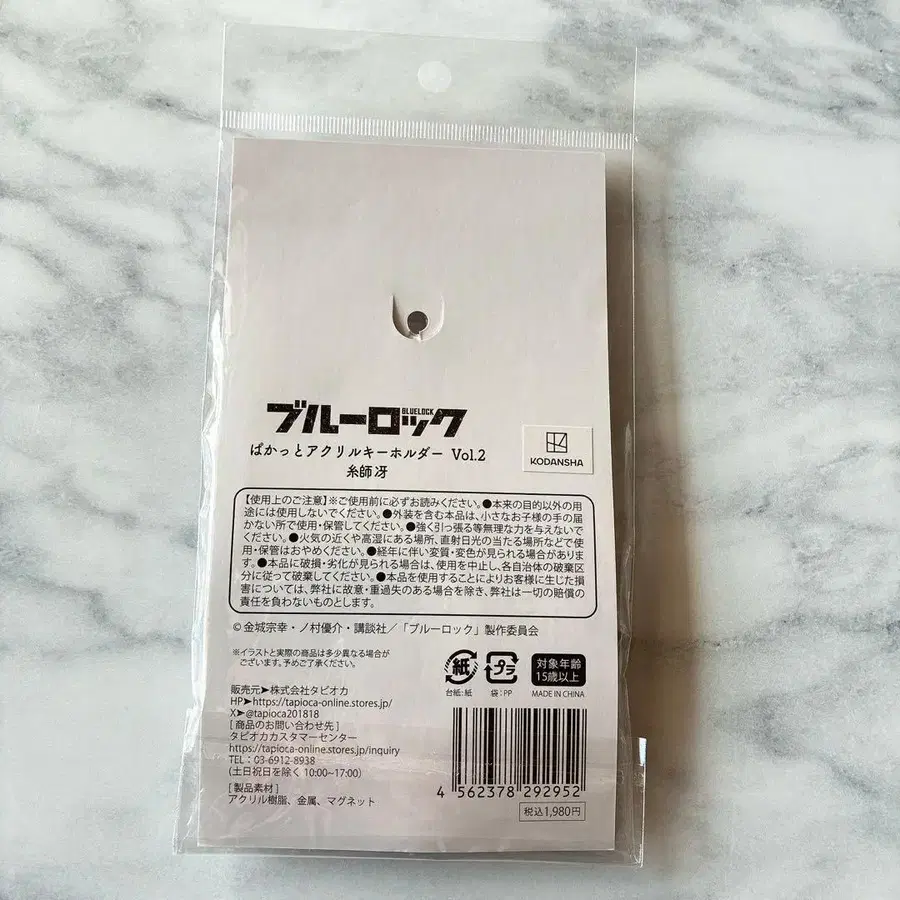 ブルーロック
BLUELOCK
ぱかっとアクリルキーホルダー Vol.2
糸師 冴
KODANSHA
【使用上のご注意】※ご使用前に必ずお読みください。●本来の目的以外の用
途には使用しないでください。●外装を含む本品は、小さなお子様の手の届
かない所で使用・保管してください。●強く引っ張る等無理な力を与えないで
ください。●火気の近くや高湿にある場所、直射日光の当たる場所などで使
用・保管はおやめください。●経年に伴い変質・変色が見られる場合がありま
す。●本品に破損・劣化が見られる場合は、使用を中止し、各自治体の破棄区
分に従って破棄してください。●本品を使用することによりお客様に生じた損
害については、弊社に故意・重過失のある場合を除き、弊社は一切の賠償の
責任を負わないものとします。
© 金城宗幸・ノ村優介・講談社／「ブルーロック」製作委員会
※イラストと実際の商品は多少異なる場合が
ございます。予めご了承ください。
紙
台紙:紙
プラ
袋:PP
対象年齢
15歳以上
MADE IN CHINA
販売元➤株式会社タピオカ
HP➤https://tapioca-online.stores.jp/
X➤@tapioca201818
[ 商品のお問い合わせ先 ]
タピオカカスタマーセンター
https://tapioca-online.stores.jp/inquiry
TEL：03-6912-8938
（土日祝日を除く 10:00~17:00）
[ 製品素材 ]
アクリル樹脂、金属、マグネット
4 562378 292952
税込1,980円